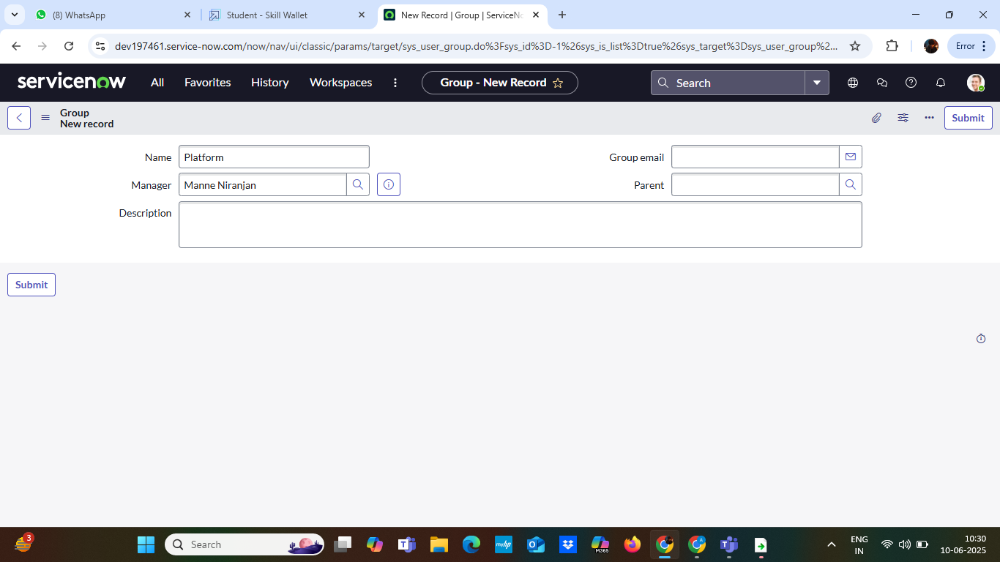 (8) WhatsApp
Student - Skill Wallet
New Record | Group | ServiceNo
dev197461.service-now.com/now/nav/ui/classic/params/target/sys_user_group.do%3Fsys_id%3D-1%26sys_is_list%3Dtrue%26sys_target%3Dsys_user_group%2...
Error
servicenow
All
Favorites
History
Workspaces
Group - New Record
Search
Group
New record
Submit
Name
Platform
Group email
Manager
Manne Niranjan
Parent
Description
Submit
3
Search
myhp
M365
A
ENG
IN
10:30
10-06-2025